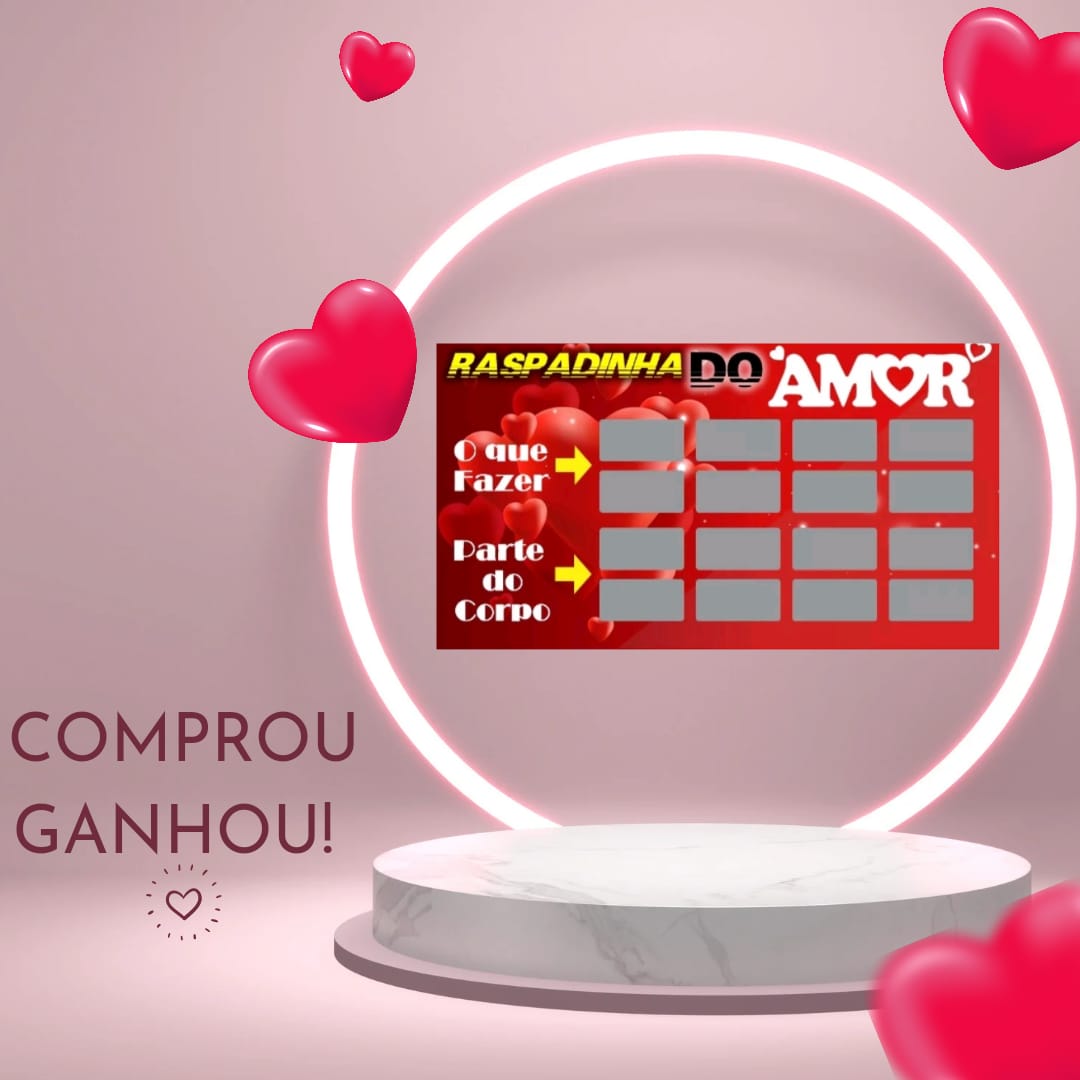 RASPADINHA DO AMOR
O que
Fazer
Parte
do
Corpo
COMPROU
GANHOU!